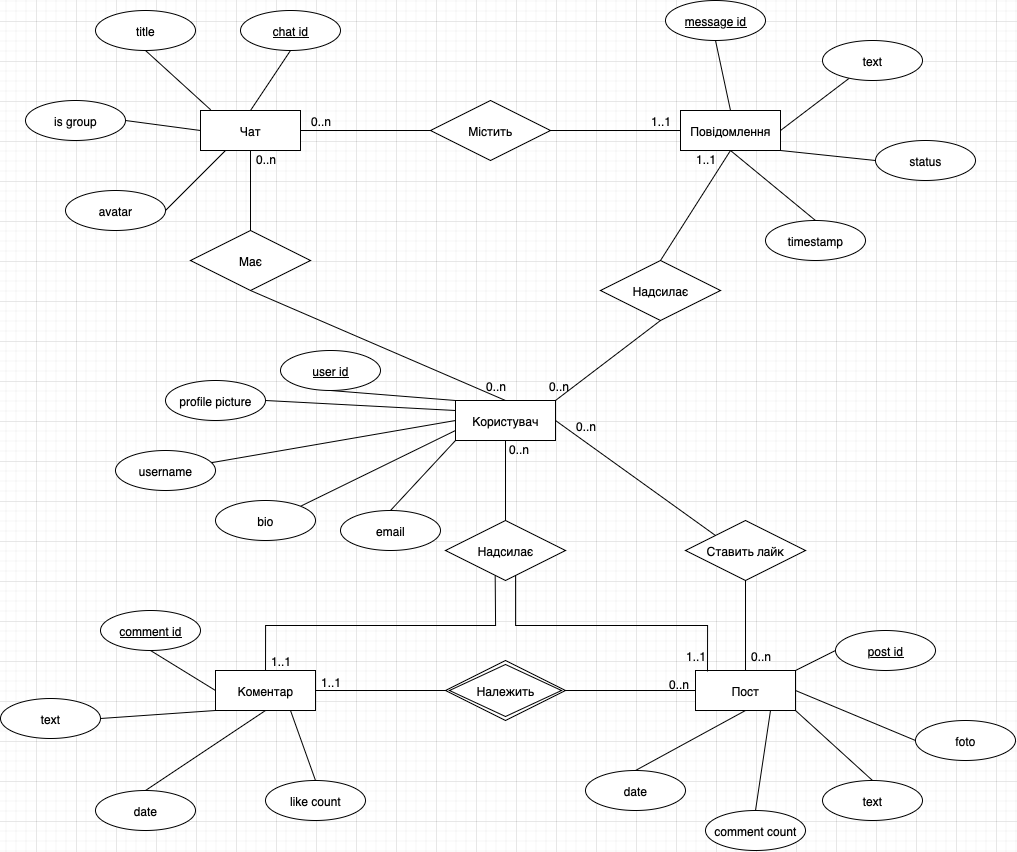 title
chat id
message id
text
is group
Чат
0..n
Містить
1..1
Повідомлення
0..n
1..1
status
avatar
timestamp
Має
Надсилає
user id
0..n
0..n
profile picture
Користувач
0..n
0..n
username
bio
email
Надсилає
Ставить лайк
comment id
post id
1..1
1..1
0..n
Коментар
1..1
Належить
0..n
Пост
text
foto
date
like count
date
text
comment count